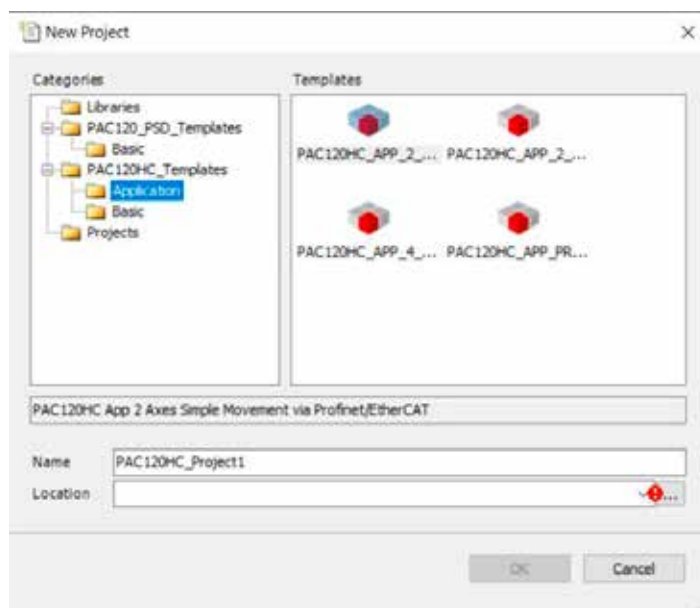 New Project
Categories
Templates
Libraries
PAC120_PSD_Templates
Basic
PAC120HC_Templates
Application
Basic
Projects
PAC120HC_APP_2_... PAC120HC_APP_2_...
PAC120HC_APP_4_... PAC120HC_APP_PR...
PAC120HC App 2 Axes Simple Movement via Profinet/EtherCAT
Name PAC120HC_Project1
Location ...
OK Cancel